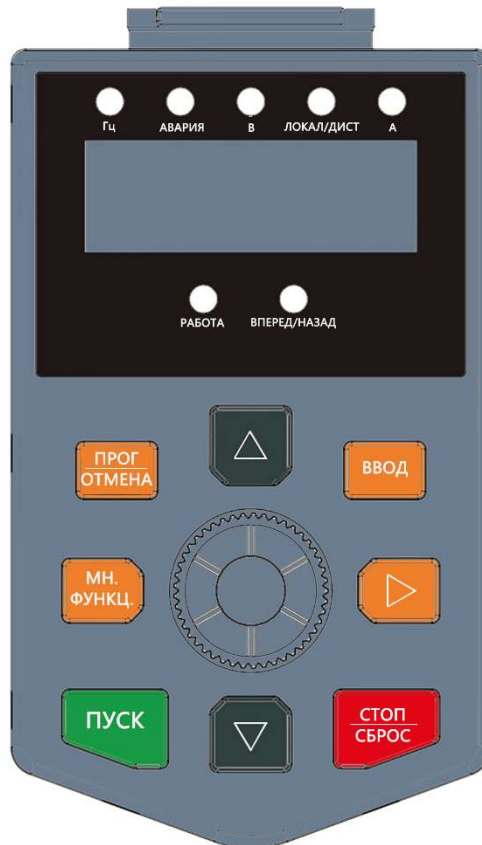 Гц АВАРИЯ В ЛОКАЛ/ДИСТ А
РАБОТА ВПЕРЕД/НАЗАД
ПРОГ
ОТМЕНА
ВВОД
МН.
ФУНКЦ.
ПУСК
СТОП
СБРОС